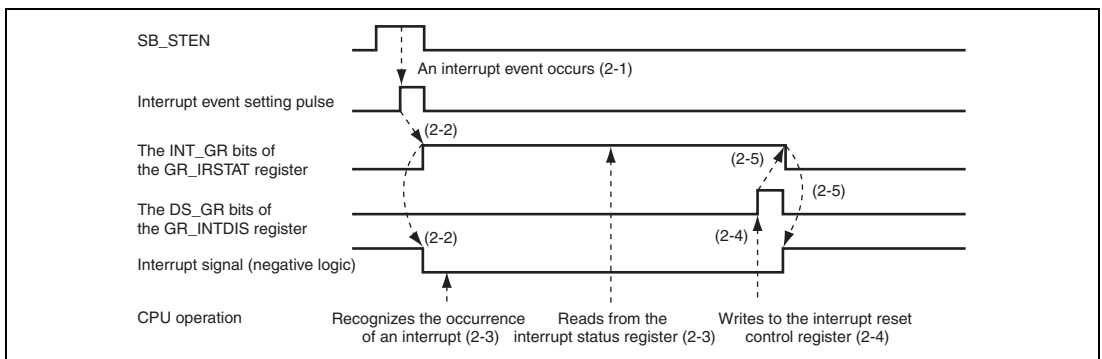 SB_STEN
An interrupt event occurs (2-1)
Interrupt event setting pulse
(2-2)
The INT_GR bits of
the GR_IRSTAT register
(2-5)
(2-5)
The DS_GR bits of
the GR_INTDIS register
(2-2)
(2-4)
Interrupt signal (negative logic)
CPU operation
Recognizes the occurrence
of an interrupt (2-3)
Reads from the
interrupt status register (2-3)
Writes to the interrupt reset
control register (2-4)